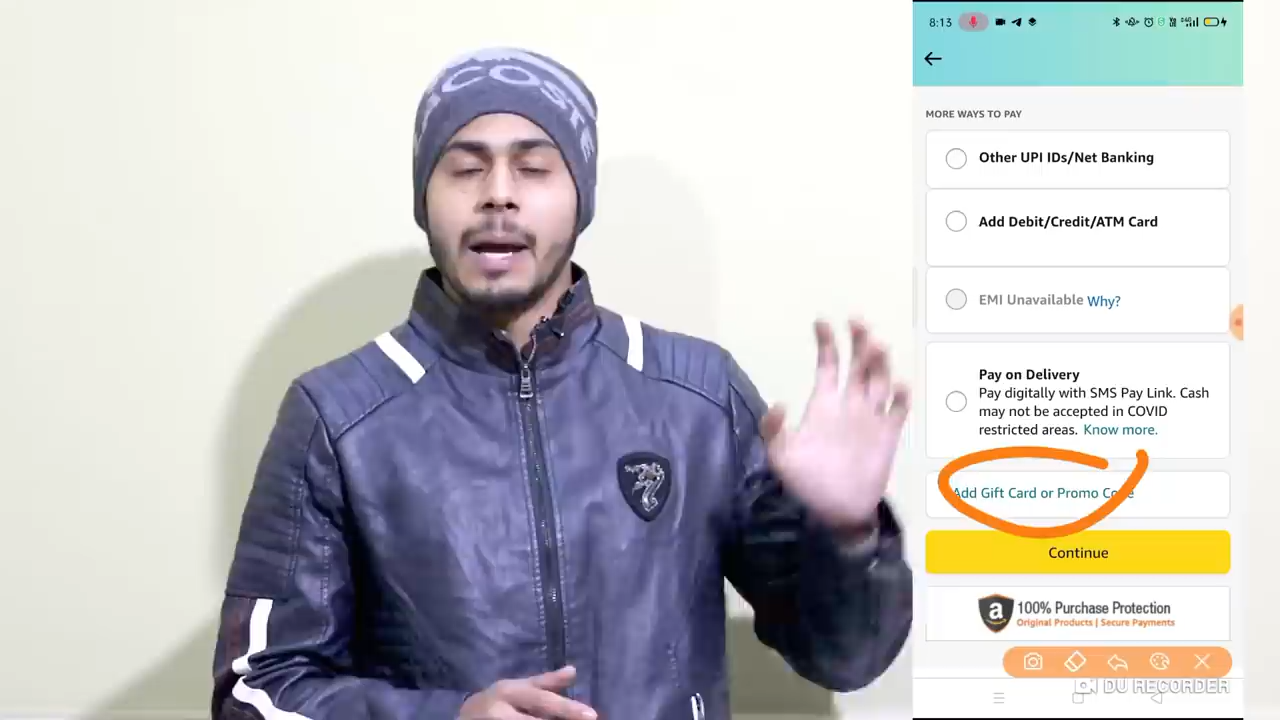 LACOSTE
8:13
MORE WAYS TO PAY
Other UPI IDs/Net Banking
Add Debit/Credit/ATM Card
EMI Unavailable Why?
Pay on Delivery
Pay digitally with SMS Pay Link. Cash
may not be accepted in COVID
restricted areas. Know more.
Add Gift Card or Promo Code
Continue
a 100% Purchase Protection
Original Products | Secure Payments
DU RECORDER